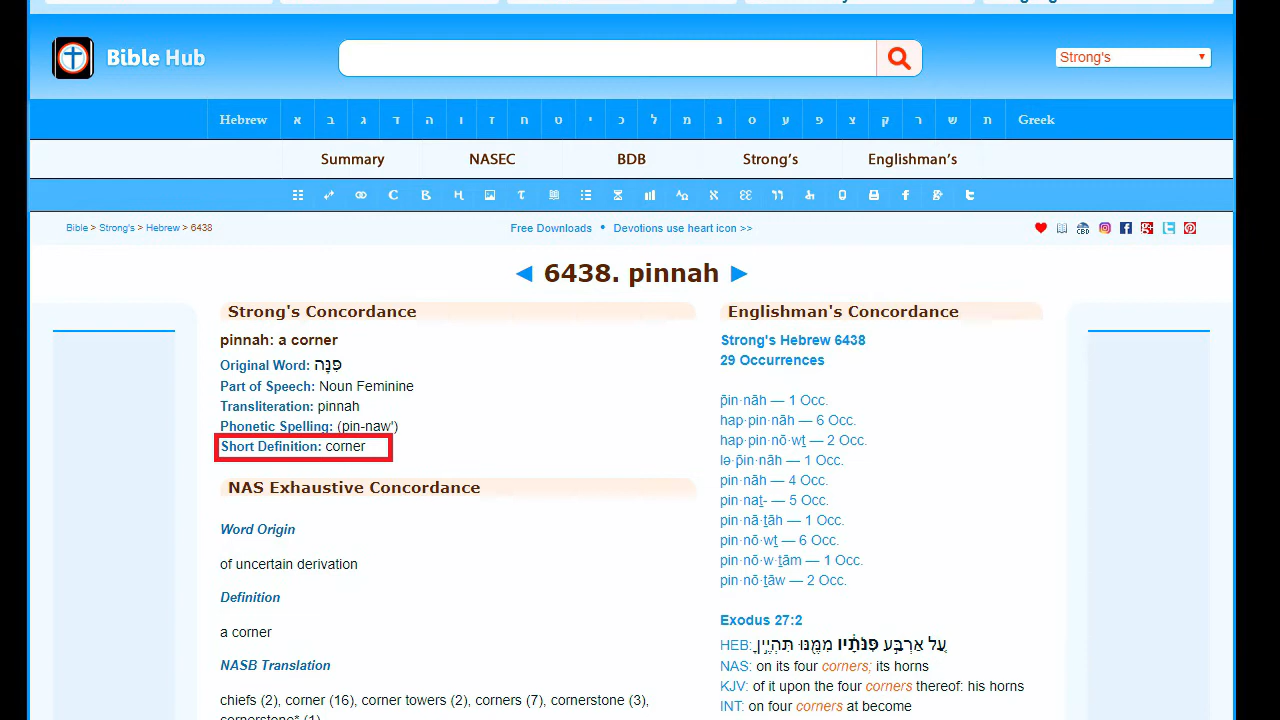 Bible Hub
Strong's
Hebrew א ב ג ד ה ו ז ח ט י כ ל מ נ ס ע פ צ ק ר ש ת Greek
Summary NASEC BDB Strong's Englishman's
Bible > Strong's > Hebrew > 6438
Free Downloads • Devotions use heart icon >>
◄ 6438. pinnah ►
Strong's Concordance
pinnah: a corner
Original Word: פִּנָּה
Part of Speech: Noun Feminine
Transliteration: pinnah
Phonetic Spelling: (pin-naw')
Short Definition: corner
NAS Exhaustive Concordance
Word Origin
of uncertain derivation
Definition
a corner
NASB Translation
chiefs (2), corner (16), corner towers (2), corners (7), cornerstone (3),
cornerstone* (1)
Englishman's Concordance
Strong's Hebrew 6438
29 Occurrences
p̄in·nāh — 1 Occ.
hap·pin·nāh — 6 Occ.
hap·pin·nō·wṯ — 2 Occ.
lə·p̄in·nāh — 1 Occ.
pin·nāh — 4 Occ.
pin·naṯ- — 5 Occ.
pin·nā·ṯāh — 1 Occ.
pin·nō·wṯ — 6 Occ.
pin·nō·w·ṯām — 1 Occ.
pin·nō·ṯāw — 2 Occ.
Exodus 27:2
HEB: עַ֚ל אַרְבַּ֣ע פִּנֹּתָ֔יו מִמֶּ֖נּוּ תִּהְיֶ֣יןָ
NAS: on its four corners; its horns
KJV: of it upon the four corners thereof: his horns
INT: on four corners at become